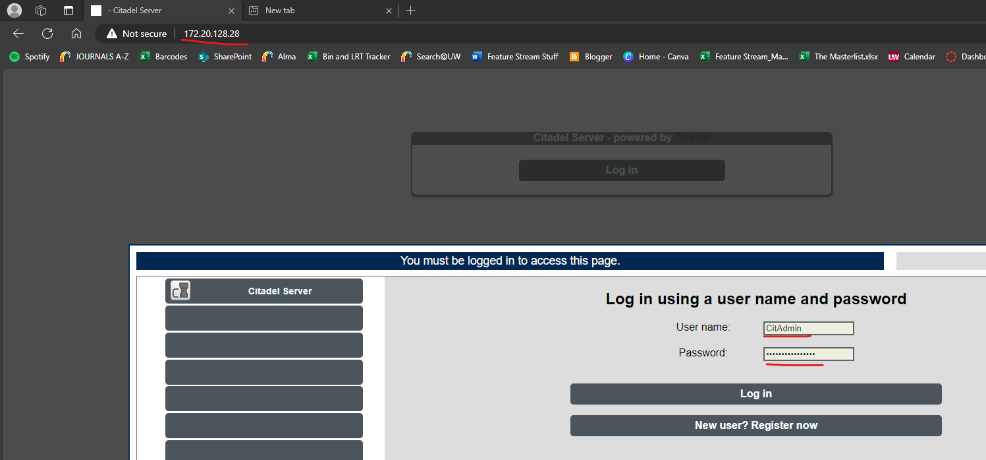 - Citadel Server
New tab
Not secure
172.20.128.28
Spotify
JOURNALS A-Z
Barcodes
SharePoint
Alma
Bin and LRT Tracker
Search@UW
Feature Stream Stuff
Blogger
Home - Canva
Feature Stream_Ma...
The Masterlist.xlsx
UW Calendar
Dashbo
Citadel Server - powered by
Log in
You must be logged in to access this page.
Citadel Server
Log in using a user name and password
User name:
CitAdmin
Password:
Log in
New user? Register now